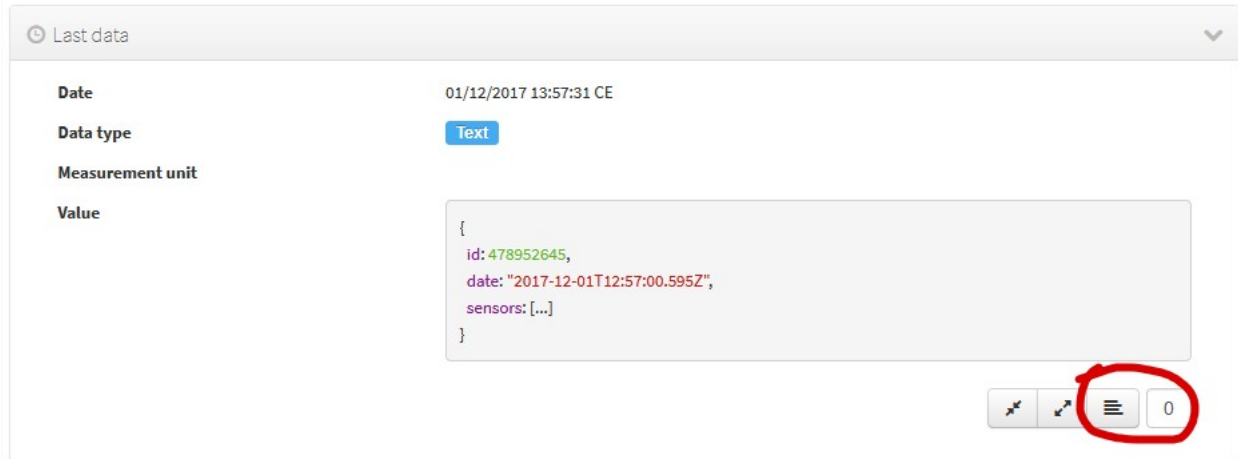 Last data
Date 01/12/2017 13:57:31 CE
Data type Text
Measurement unit
Value
{
id: 478952645,
date: "2017-12-01T12:57:00.595Z",
sensors: [...]
}
0